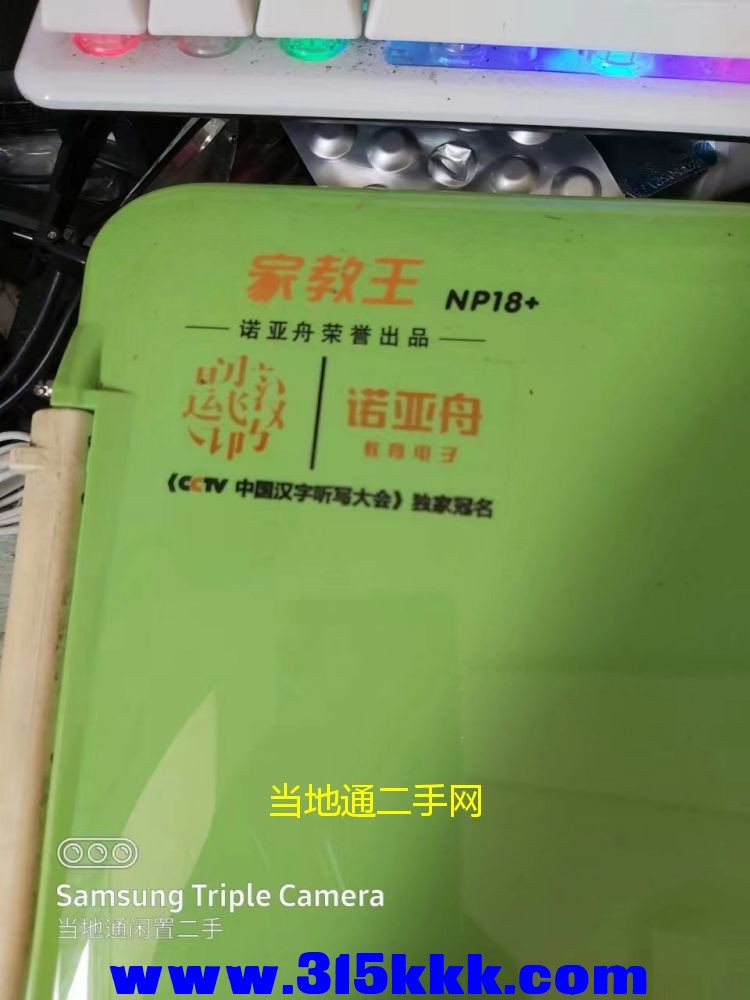 家教王 NP18+
诺亚舟荣誉出品
诺亚舟
教育电子
《CCTV 中国汉字听写大会》独家冠名
当地通二手网
Samsung Triple Camera
当地通闲置二手
www.315kkk.com